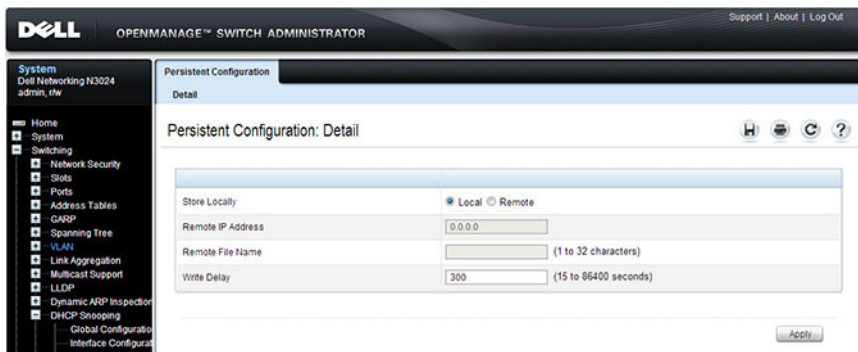 Support | About | Log Out
DELL
OPENMANAGE™ SWITCH ADMINISTRATOR
System
Dell Networking N3024
admin, r/w
Home
System
Switching
Network Security
Slots
Ports
Address Tables
GARP
Spanning Tree
VLAN
Link Aggregation
Multicast Support
LLDP
Dynamic ARP Inspection
DHCP Snooping
Global Configuratio
Interface Configurat
Persistent Configuration
Detail
Persistent Configuration: Detail
Store Locally Local Remote
Remote IP Address 0.0.0.0
Remote File Name (1 to 32 characters)
Write Delay 300 (15 to 86400 seconds)
Apply